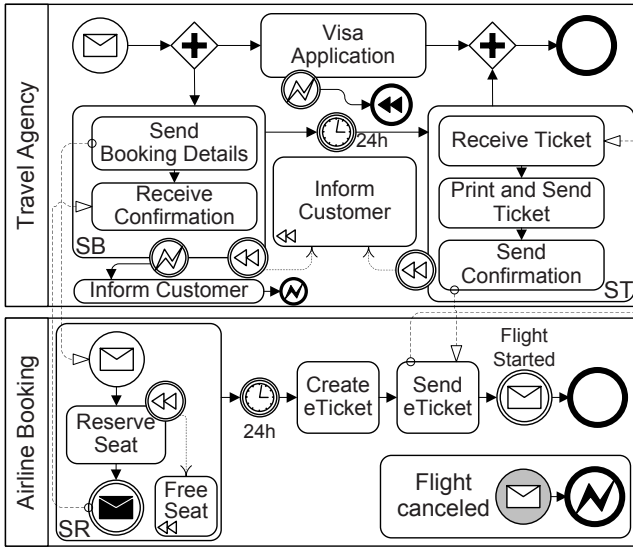 Travel Agency
Visa
Application
Send
Booking Details
Receive
Confirmation
SB
24h
Inform
Customer
Inform Customer
Receive Ticket
Print and Send
Ticket
Send
Confirmation
ST
Airline Booking
Reserve
Seat
SR
Free
Seat
24h
Create
eTicket
Send
eTicket
Flight
Started
Flight
canceled